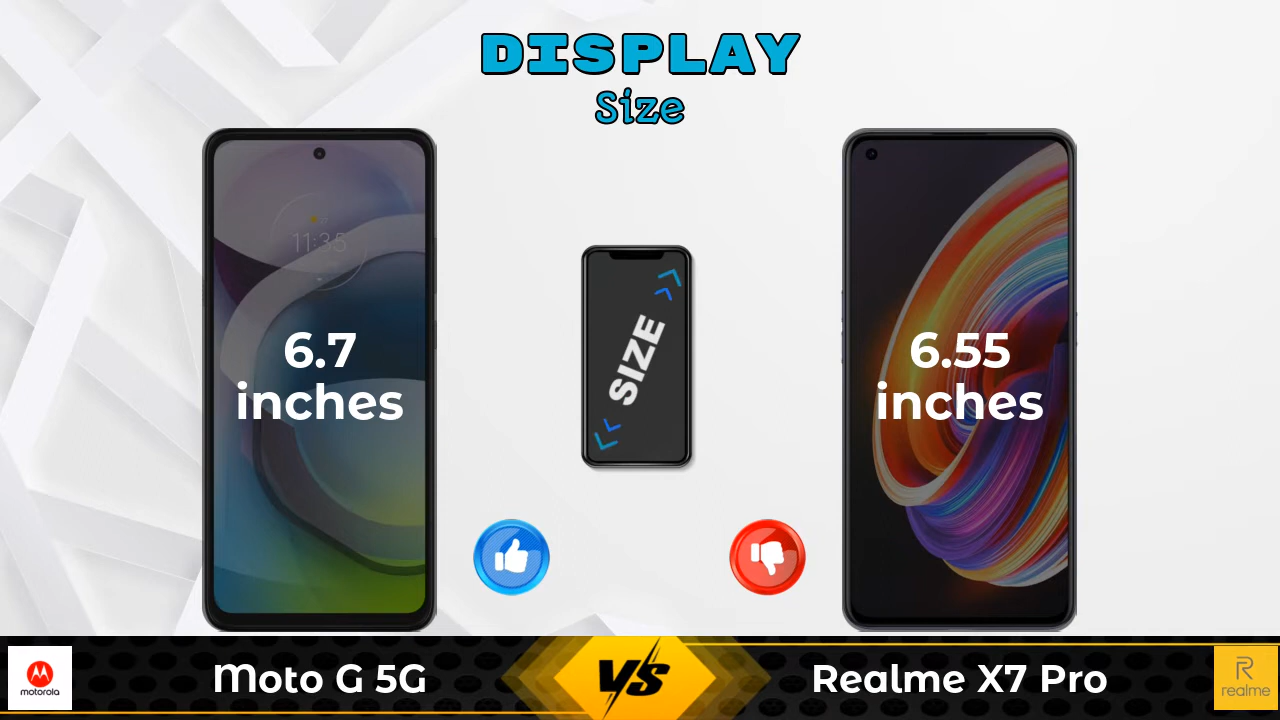 DISPLAY
Size
11:35
6.7
inches
SIZE
6.55
inches
motorola
Moto G 5G
VS
Realme X7 Pro
R
realme